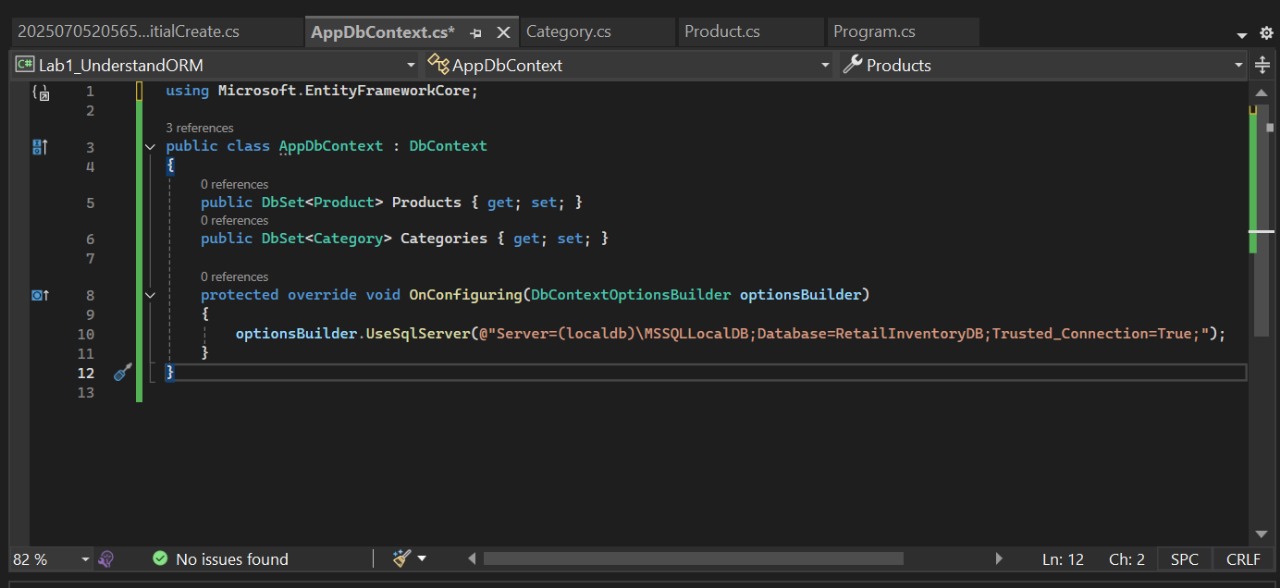 2025070520565...itialCreate.cs AppDbContext.cs* Category.cs Product.cs Program.cs
C# Lab1_UnderstandORM AppDbContext Products
1 using Microsoft.EntityFrameworkCore;
2
3 references
3 public class AppDbContext : DbContext
4 {
0 references
5 public DbSet<Product> Products { get; set; }
0 references
6 public DbSet<Category> Categories { get; set; }
7
0 references
8 protected override void OnConfiguring(DbContextOptionsBuilder optionsBuilder)
9 {
10 optionsBuilder.UseSqlServer(@"Server=(localdb)\MSSQLLocalDB;Database=RetailInventoryDB;Trusted_Connection=True;");
11 }
12 }
13
82 % No issues found Ln: 12 Ch: 2 SPC CRLF